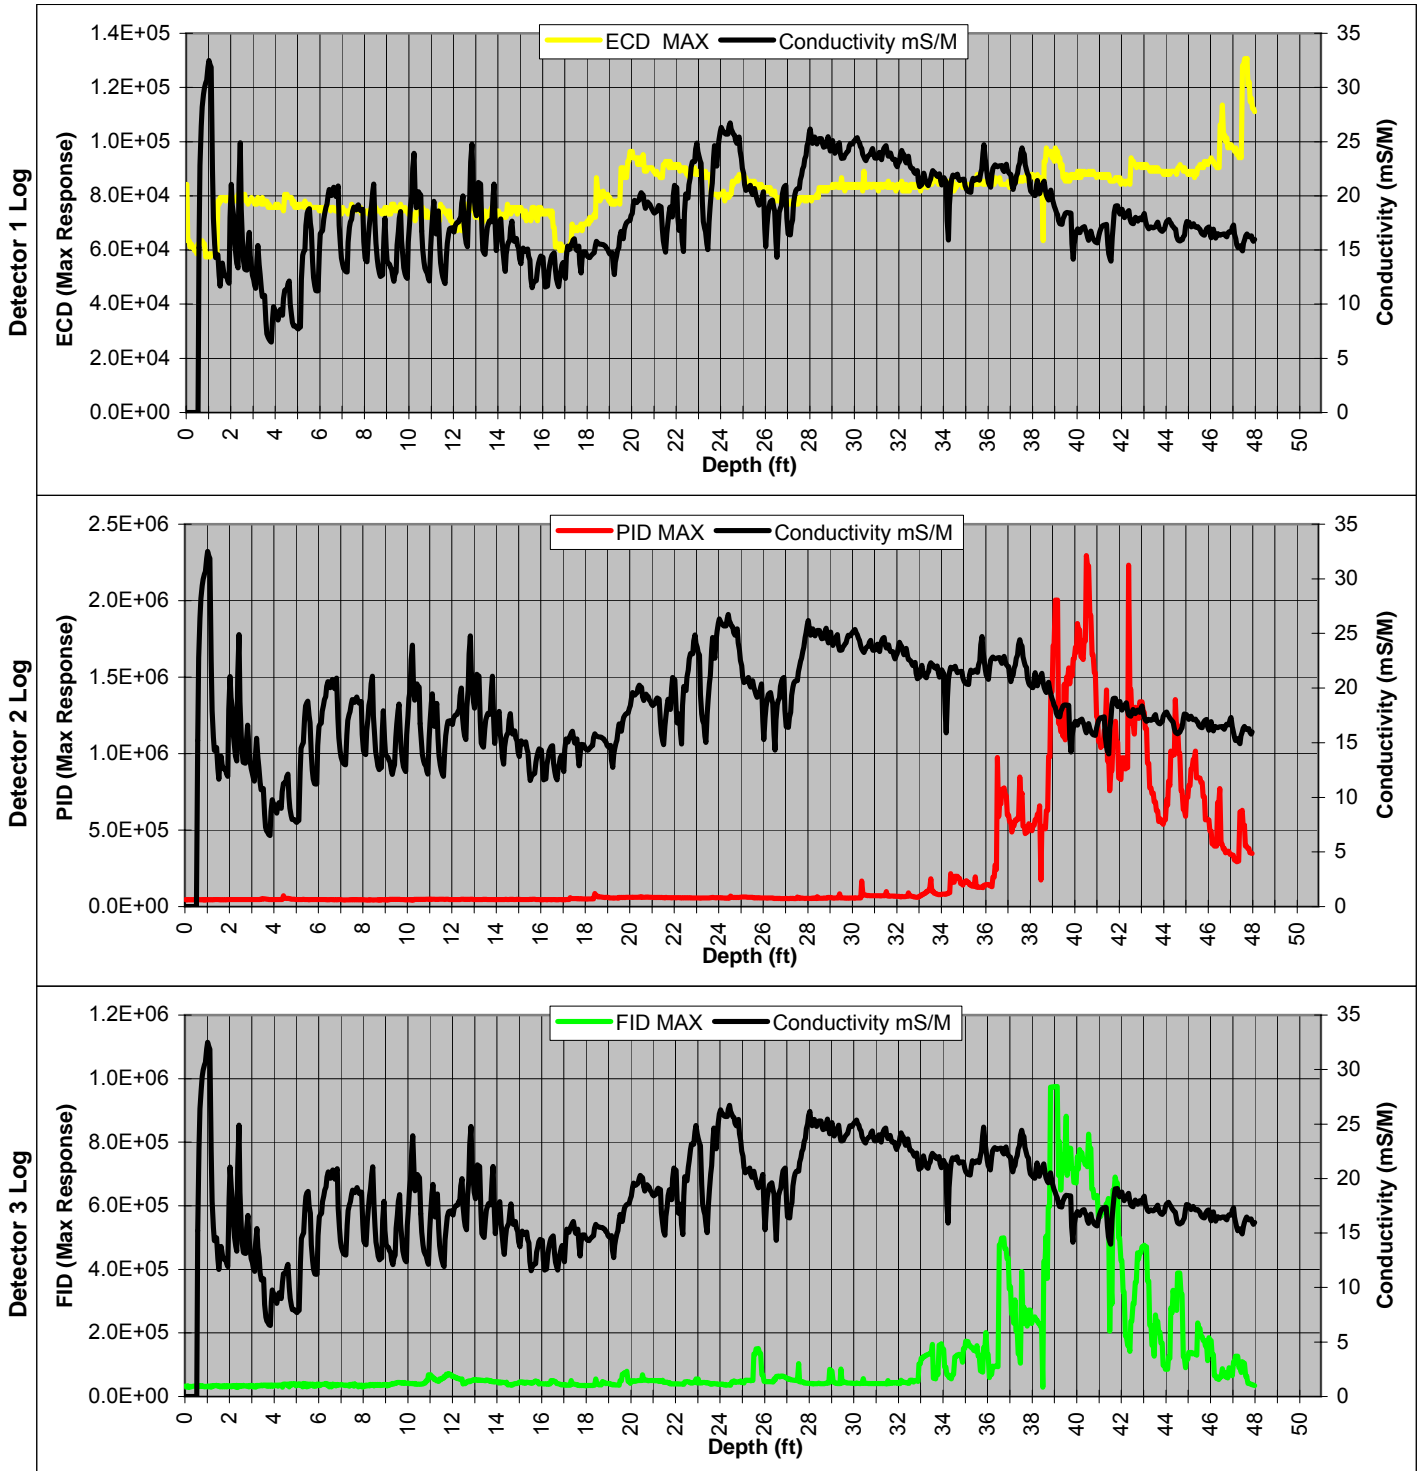 Detector 1 Log
ECD (Max Response)
1.4E+05
1.2E+05
1.0E+05
8.0E+04
6.0E+04
4.0E+04
2.0E+04
0.0E+00
ECD MAX Conductivity mS/M
35
30
25
20
15
10
5
0
Conductivity (mS/M)
0 2 4 6 8 10 12 14 16 18 20 22 24 26 28 30 32 34 36 38 40 42 44 46 48 50
Depth (ft)
Detector 2 Log
PID (Max Response)
2.5E+06
2.0E+06
1.5E+06
1.0E+06
5.0E+05
0.0E+00
PID MAX Conductivity mS/M
35
30
25
20
15
10
5
0
Conductivity (mS/M)
0 2 4 6 8 10 12 14 16 18 20 22 24 26 28 30 32 34 36 38 40 42 44 46 48 50
Depth (ft)
Detector 3 Log
FID (Max Response)
1.2E+06
1.0E+06
8.0E+05
6.0E+05
4.0E+05
2.0E+05
0.0E+00
FID MAX Conductivity mS/M
35
30
25
20
15
10
5
0
Conductivity (mS/M)
0 2 4 6 8 10 12 14 16 18 20 22 24 26 28 30 32 34 36 38 40 42 44 46 48 50
Depth (ft)